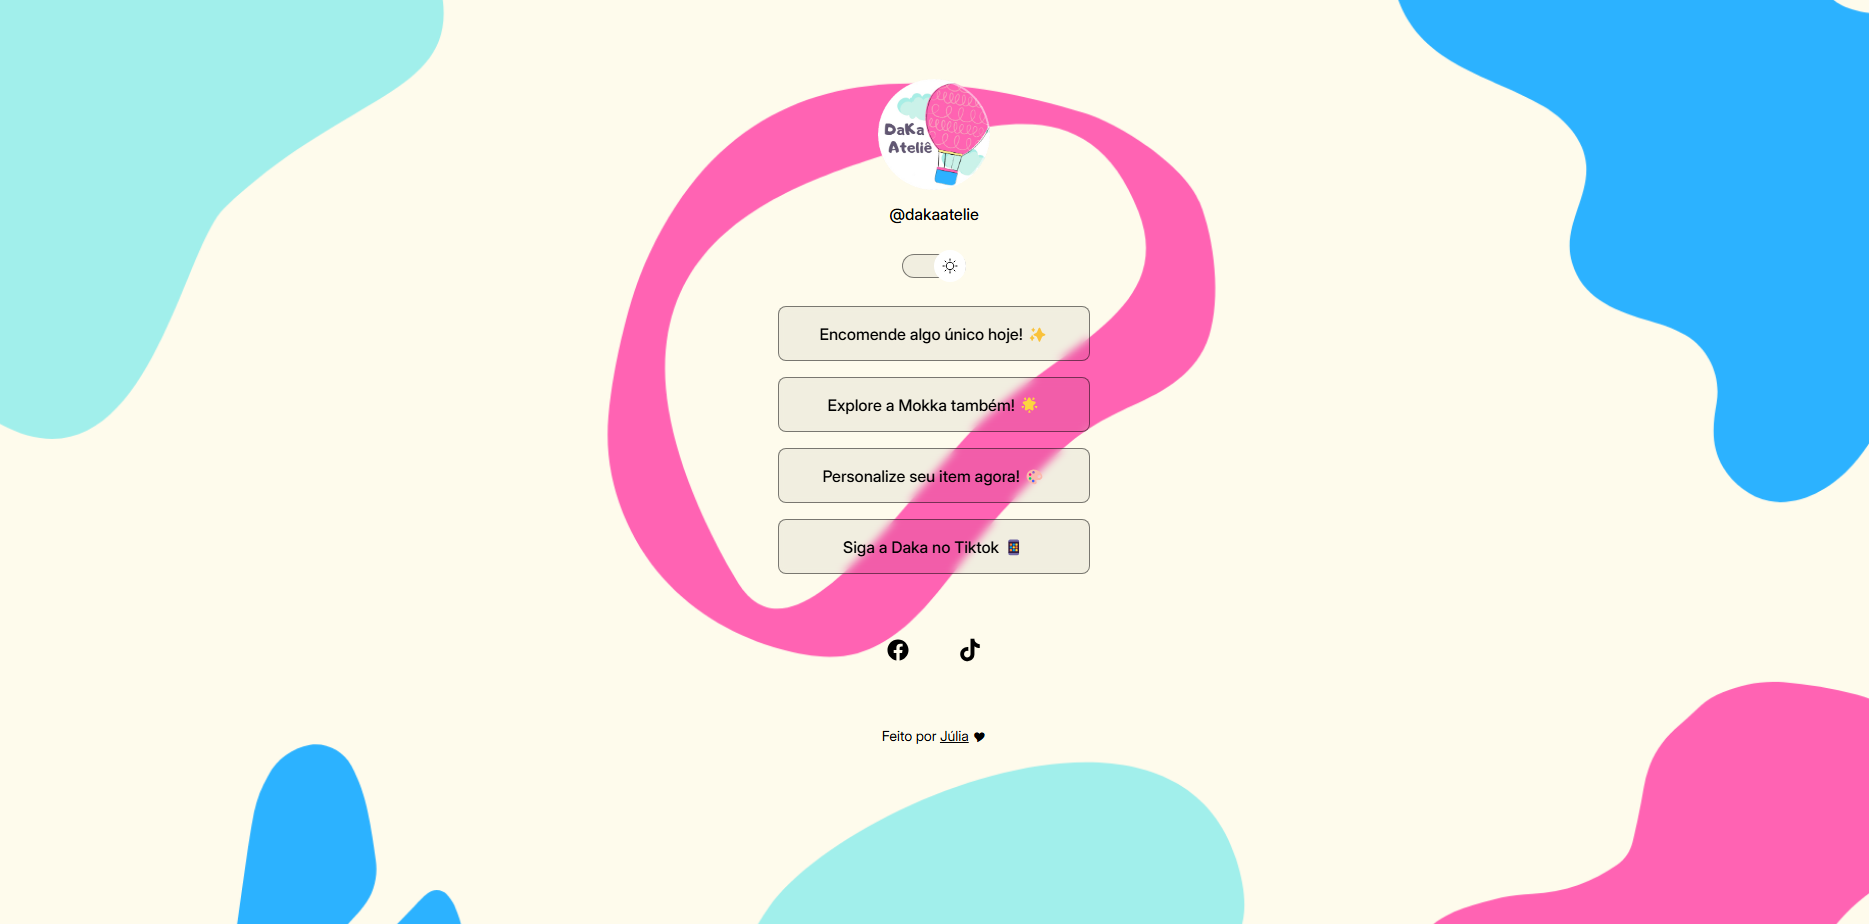 DaKa
Ateliê
@dakaatelie
Encomende algo único hoje! ✨
Explore a Mokka também! 🌟
Personalize seu item agora! 🎨
Siga a Daka no Tiktok 📱
Feito por Júlia ♥